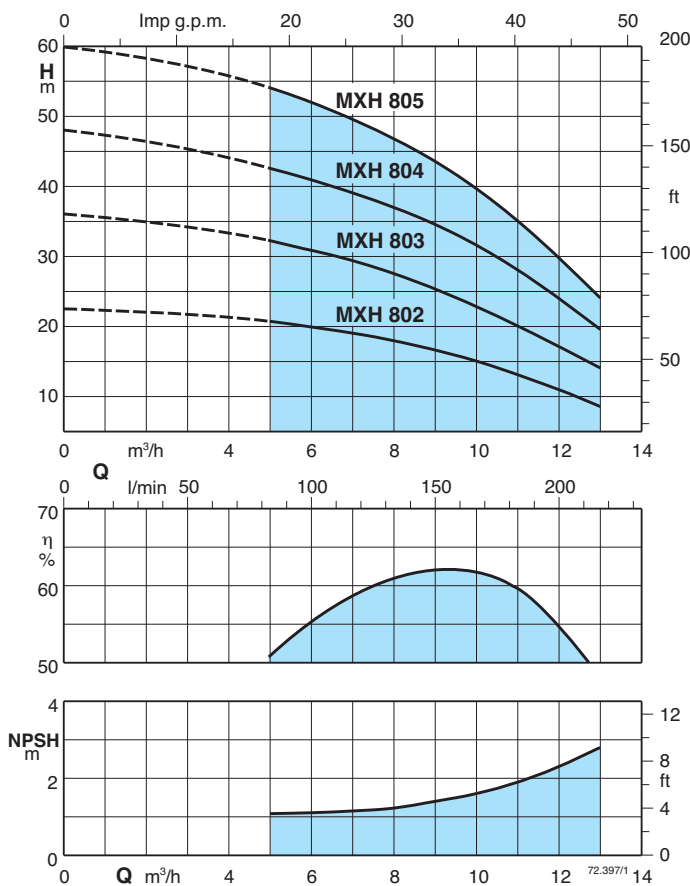 0 Imp g.p.m. 20 30 40 50
60 200
H
m
50 MXH 805
150
MXH 804
40
ft
MXH 803
30 100
MXH 802
20
50
10
0 m³/h 4 6 8 10 12 14
Q
0 l/min 50 100 150 200
70
η
%
60
50
4
12
NPSH
m
8
2 ft
4
0 0
0 Q m³/h 4 6 8 10 12 72.397/1 14